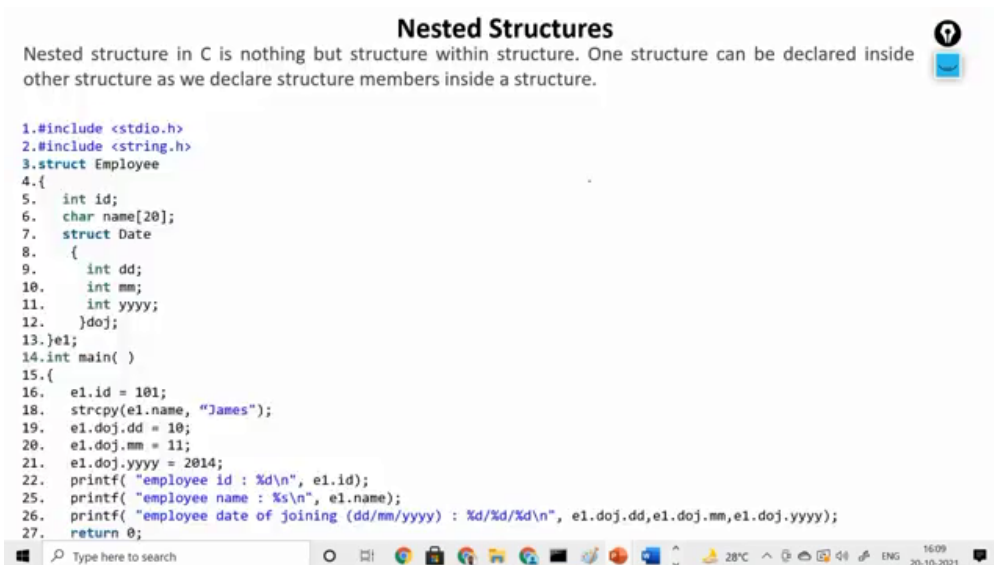 Nested Structures
Nested structure in C is nothing but structure within structure. One structure can be declared inside
other structure as we declare structure members inside a structure.
1.#include <stdio.h>
2.#include <string.h>
3.struct Employee
4.{
5. int id;
6. char name[20];
7. struct Date
8. {
9. int dd;
10. int mm;
11. int yyyy;
12. }doj;
13.}e1;
14.int main( )
15.{
16. e1.id = 101;
18. strcpy(e1.name, “James");
19. e1.doj.dd = 10;
20. e1.doj.mm = 11;
21. e1.doj.yyyy = 2014;
22. printf( "employee id : %d\n", e1.id);
25. printf( "employee name : %s\n", e1.name);
26. printf( "employee date of joining (dd/mm/yyyy) : %d/%d/%d\n", e1.doj.dd,e1.doj.mm,e1.doj.yyyy);
27. return 0;
Type here to search
28°C
ENG
16:09
20-10-2021